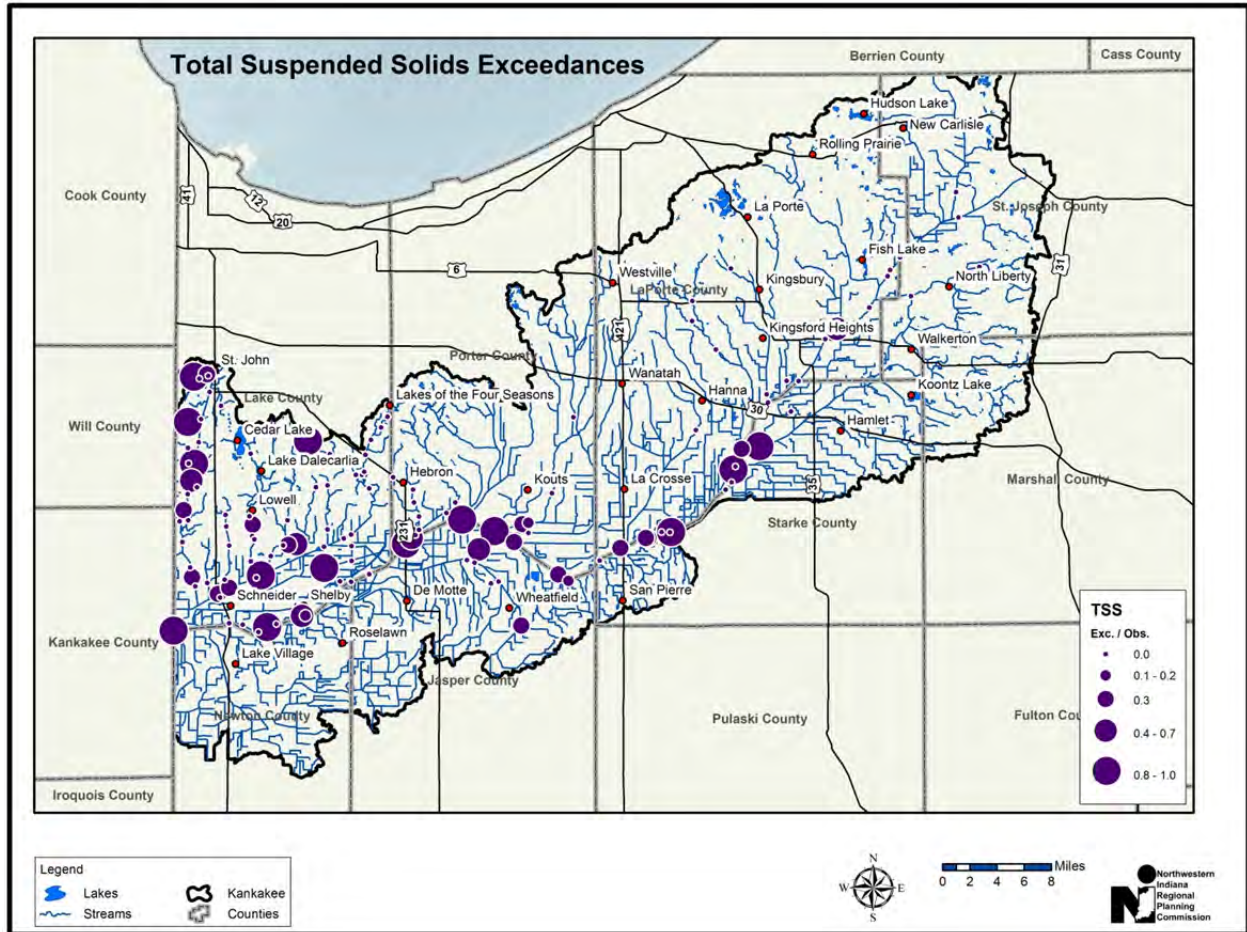 Total Suspended Solids Exceedances
Berrien County
Cass County
Hudson Lake
New Carlisle
Rolling Prairie
Cook County
41
12
20
La Porte
St. Joseph County
6
Fish Lake
31
Westville
LaPorte County
Kingsbury
North Liberty
421
Kingsford Heights
Walkerton
Porter County
St. John
Wanatah
Lake County
Lakes of the Four Seasons
Hanna
Koontz Lake
30
Will County
Hamlet
Cedar Lake
Lake Dalecarlia
Hebron
Kouts
La Crosse
Marshall County
35
Lowell
Starke County
231
Schneider
Shelby
De Motte
Wheatfield
San Pierre
Kankakee County
Roselawn
Lake Village
Jasper County
Newton County
Pulaski County
Fulton Cou
Iroquois County
TSS
Exc. / Obs.
0.0
0.1 - 0.2
0.3
0.4 - 0.7
0.8 - 1.0
Legend
Lakes
Kankakee
Streams
Counties
N
W E
S
Miles
0 2 4 6 8
Northwestern
Indiana
Regional
Planning
Commission